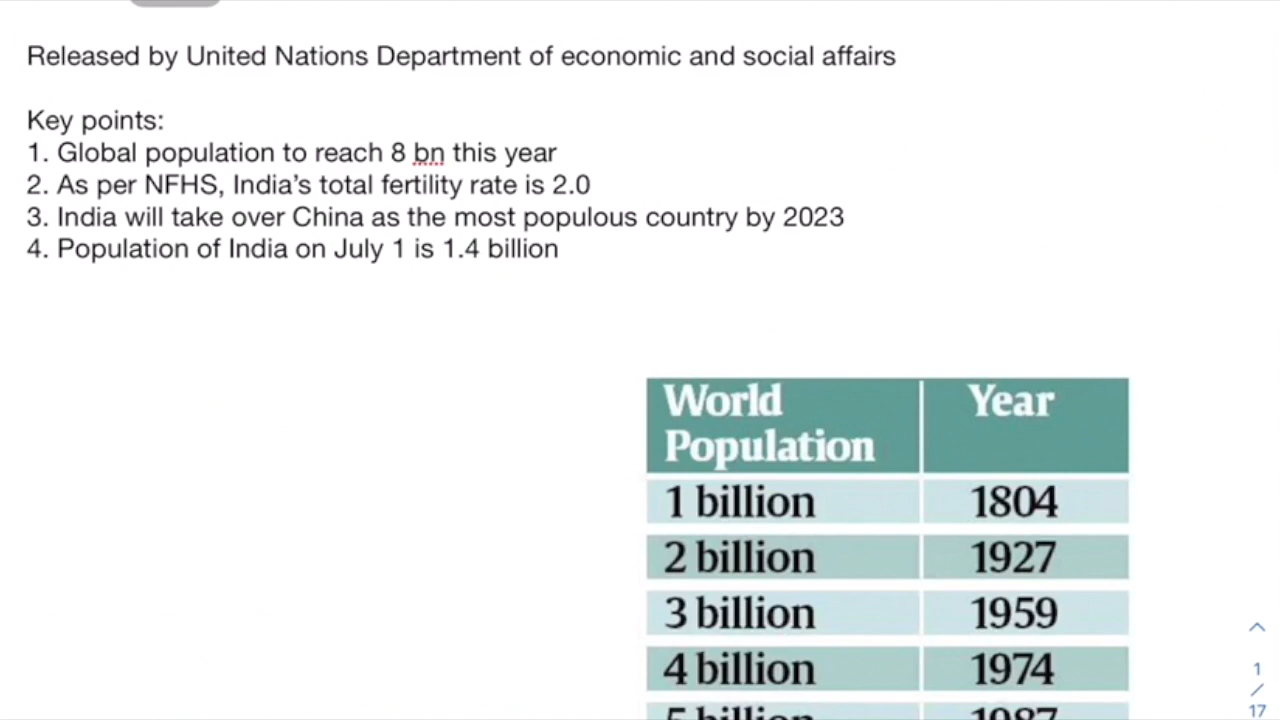 Released by United Nations Department of economic and social affairs
Key points:
1. Global population to reach 8 bn this year
2. As per NFHS, India's total fertility rate is 2.0
3. India will take over China as the most populous country by 2023
4. Population of India on July 1 is 1.4 billion
World Population Year
1 billion 1804
2 billion 1927
3 billion 1959
4 billion 1974
5 billion 1987
1
/
17